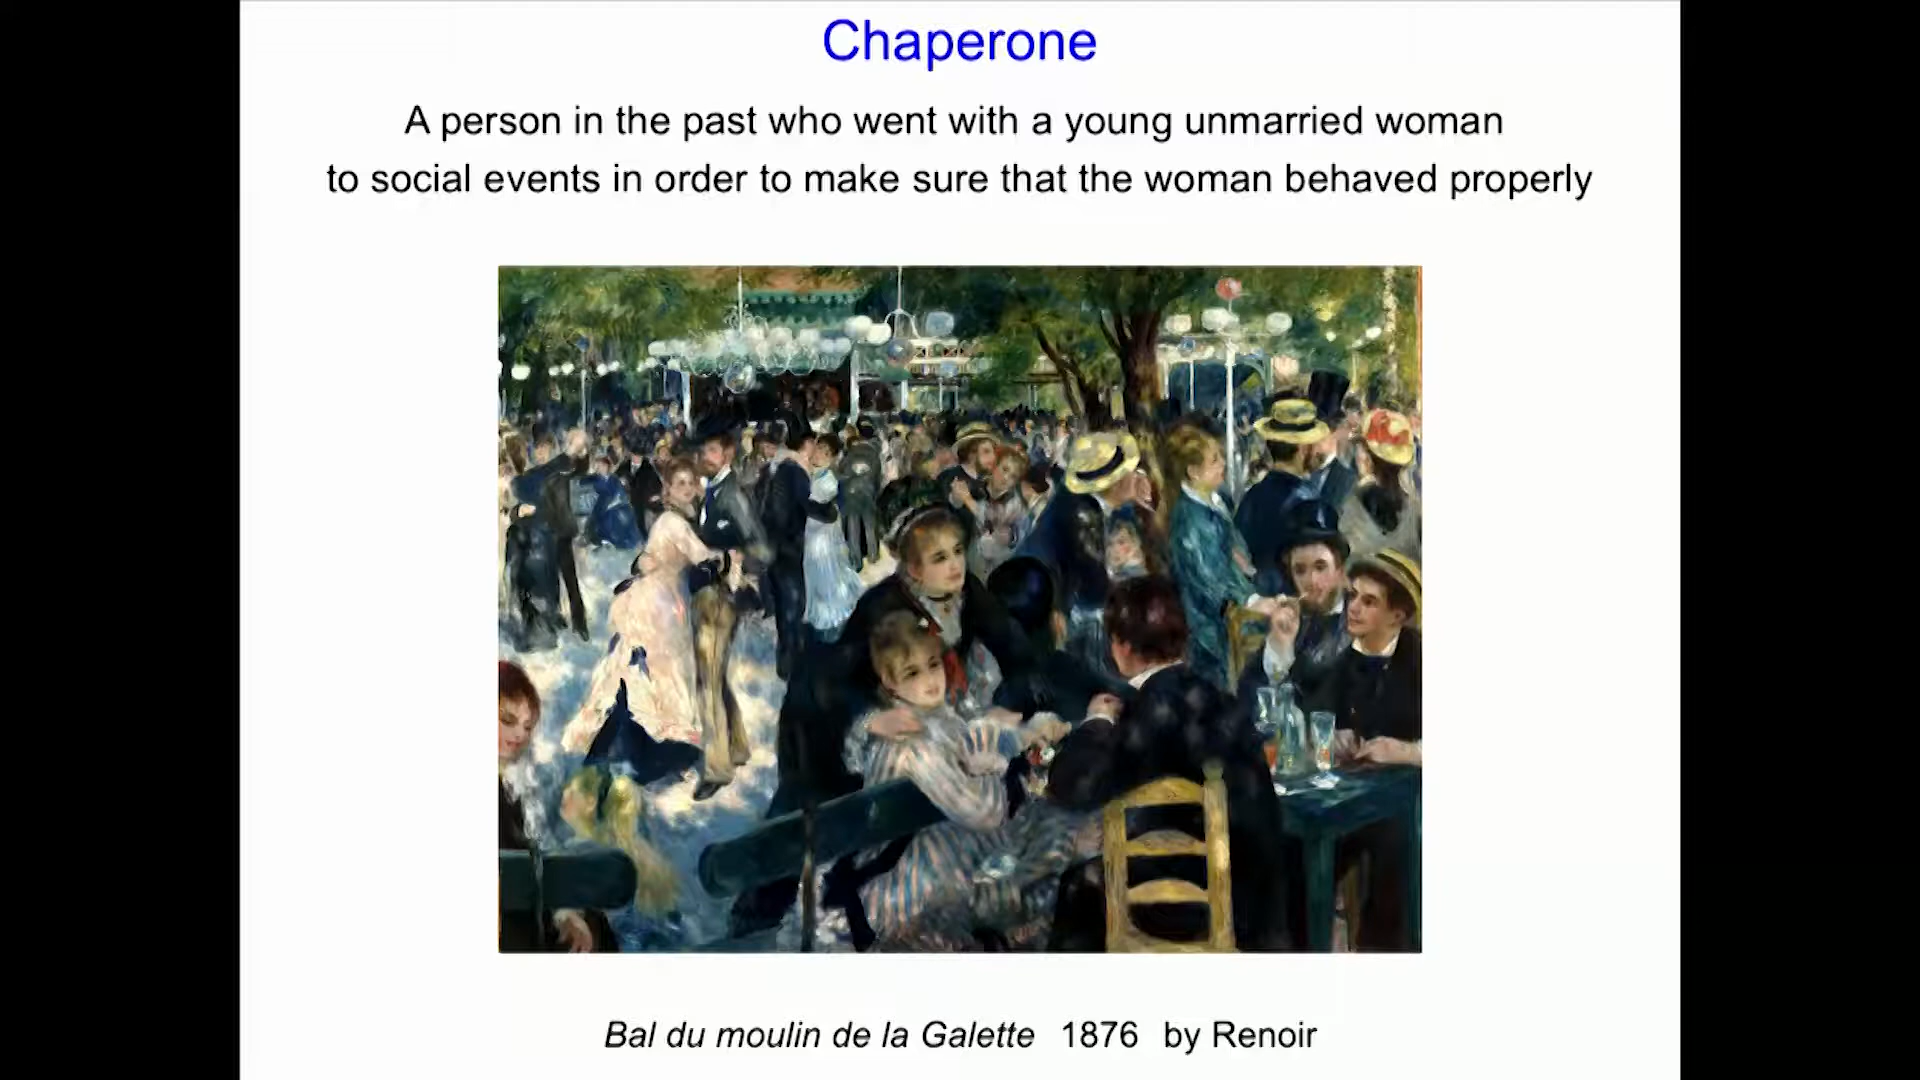 Chaperone
A person in the past who went with a young unmarried woman
to social events in order to make sure that the woman behaved properly
Bal du moulin de la Galette 1876 by Renoir